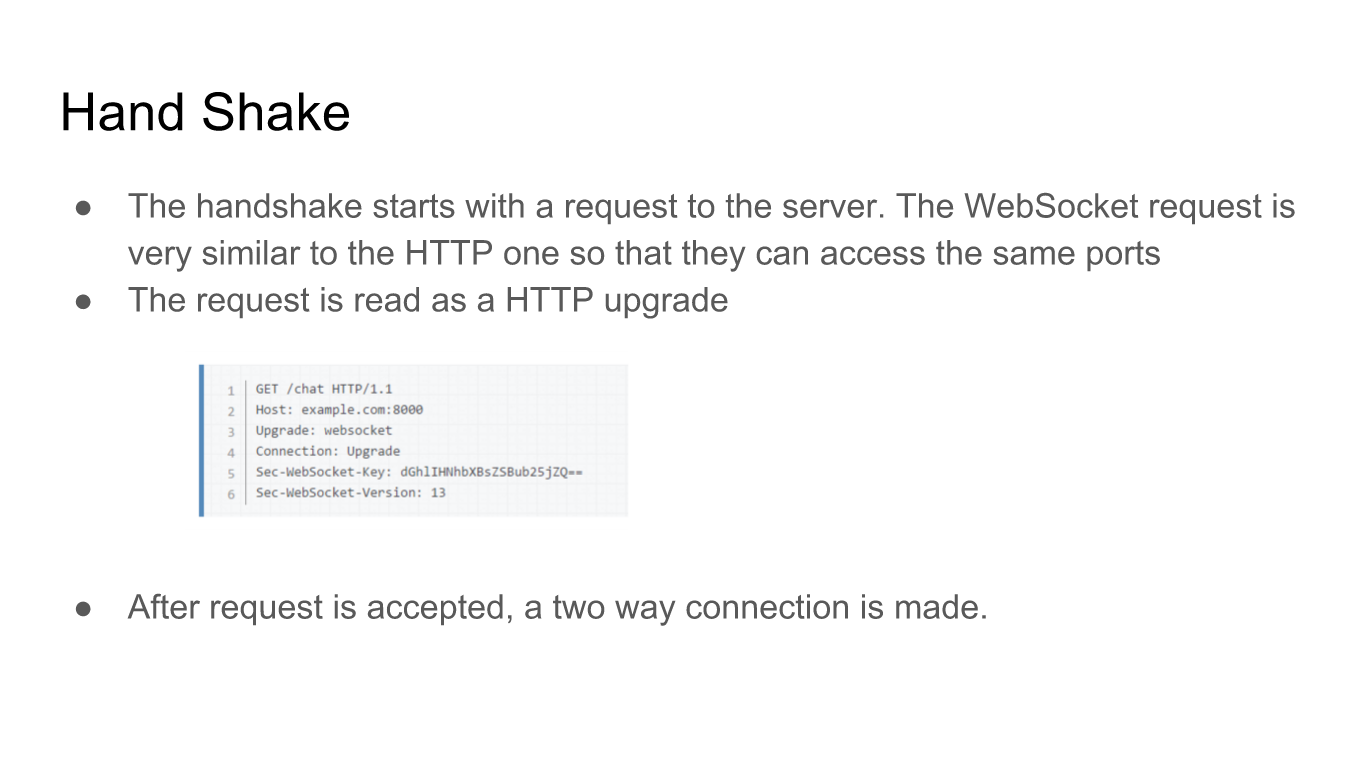 Hand Shake
● The handshake starts with a request to the server. The WebSocket request is
very similar to the HTTP one so that they can access the same ports
● The request is read as a HTTP upgrade
1 GET /chat HTTP/1.1
2 Host: example.com:8000
3 Upgrade: websocket
4 Connection: Upgrade
5 Sec-WebSocket-Key: dGhlIHNhbXBsZSBub25jZQ==
6 Sec-WebSocket-Version: 13
● After request is accepted, a two way connection is made.